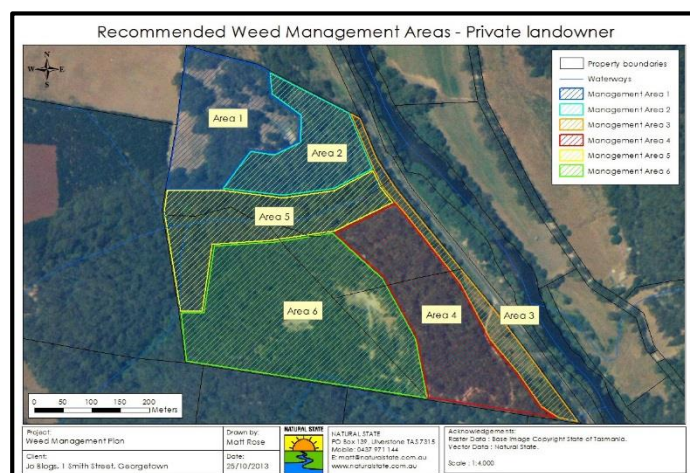 Recommended Weed Management Areas - Private landowner
N
W E
S
Property boundaries
Waterways
Management Area 1
Management Area 2
Management Area 3
Management Area 4
Management Area 5
Management Area 6
Area 1
Area 2
Area 5
Area 6
Area 4
Area 3
0 50 100 150 200
Meters
Project:
Weed Management Plan
Client:
Jo Blogs, 1 Smith Street, Georgetown
Drawn by:
Matt Rose
Date:
25/10/2013
NATURAL STATE
NATURAL STATE
PO Box 139, Ulverstone TAS 7315
Mobile: 0437 971 144
E: matt@naturalstate.com.au
www.naturalstate.com.au
Acknowledgements:
Raster Data : Base Image Copyright State of Tasmania.
Vector Data : Natural State.
Scale : 1:4,000